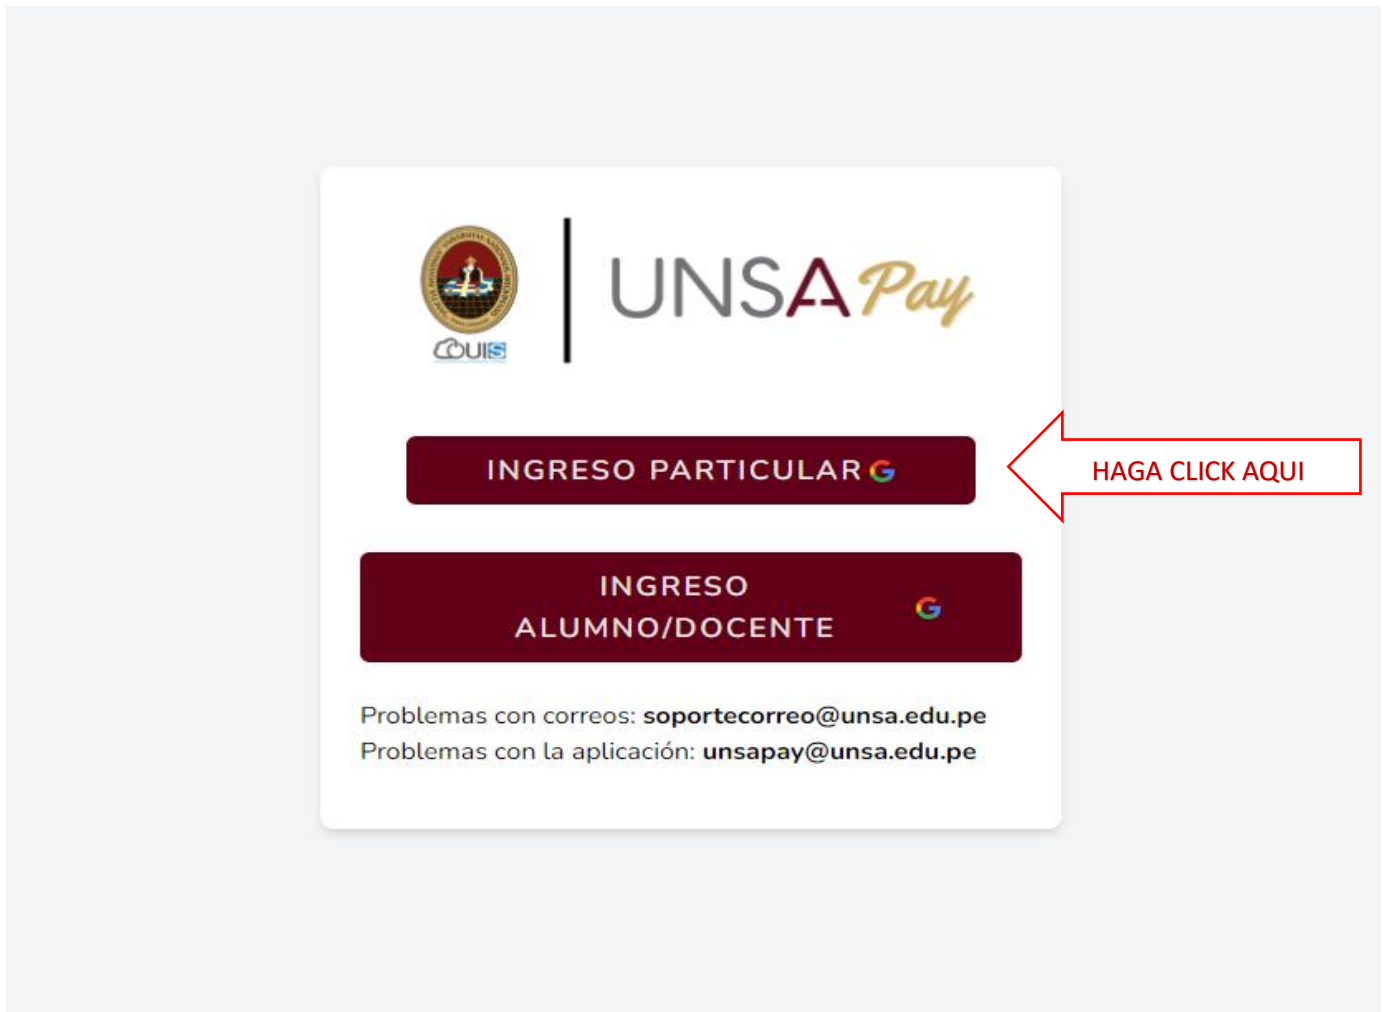 OUIS
UNSA Pay
INGRESO PARTICULAR
HAGA CLICK AQUI
INGRESO
ALUMNO/DOCENTE
Problemas con correos: soportecorreo@unsa.edu.pe
Problemas con la aplicación: unsapay@unsa.edu.pe